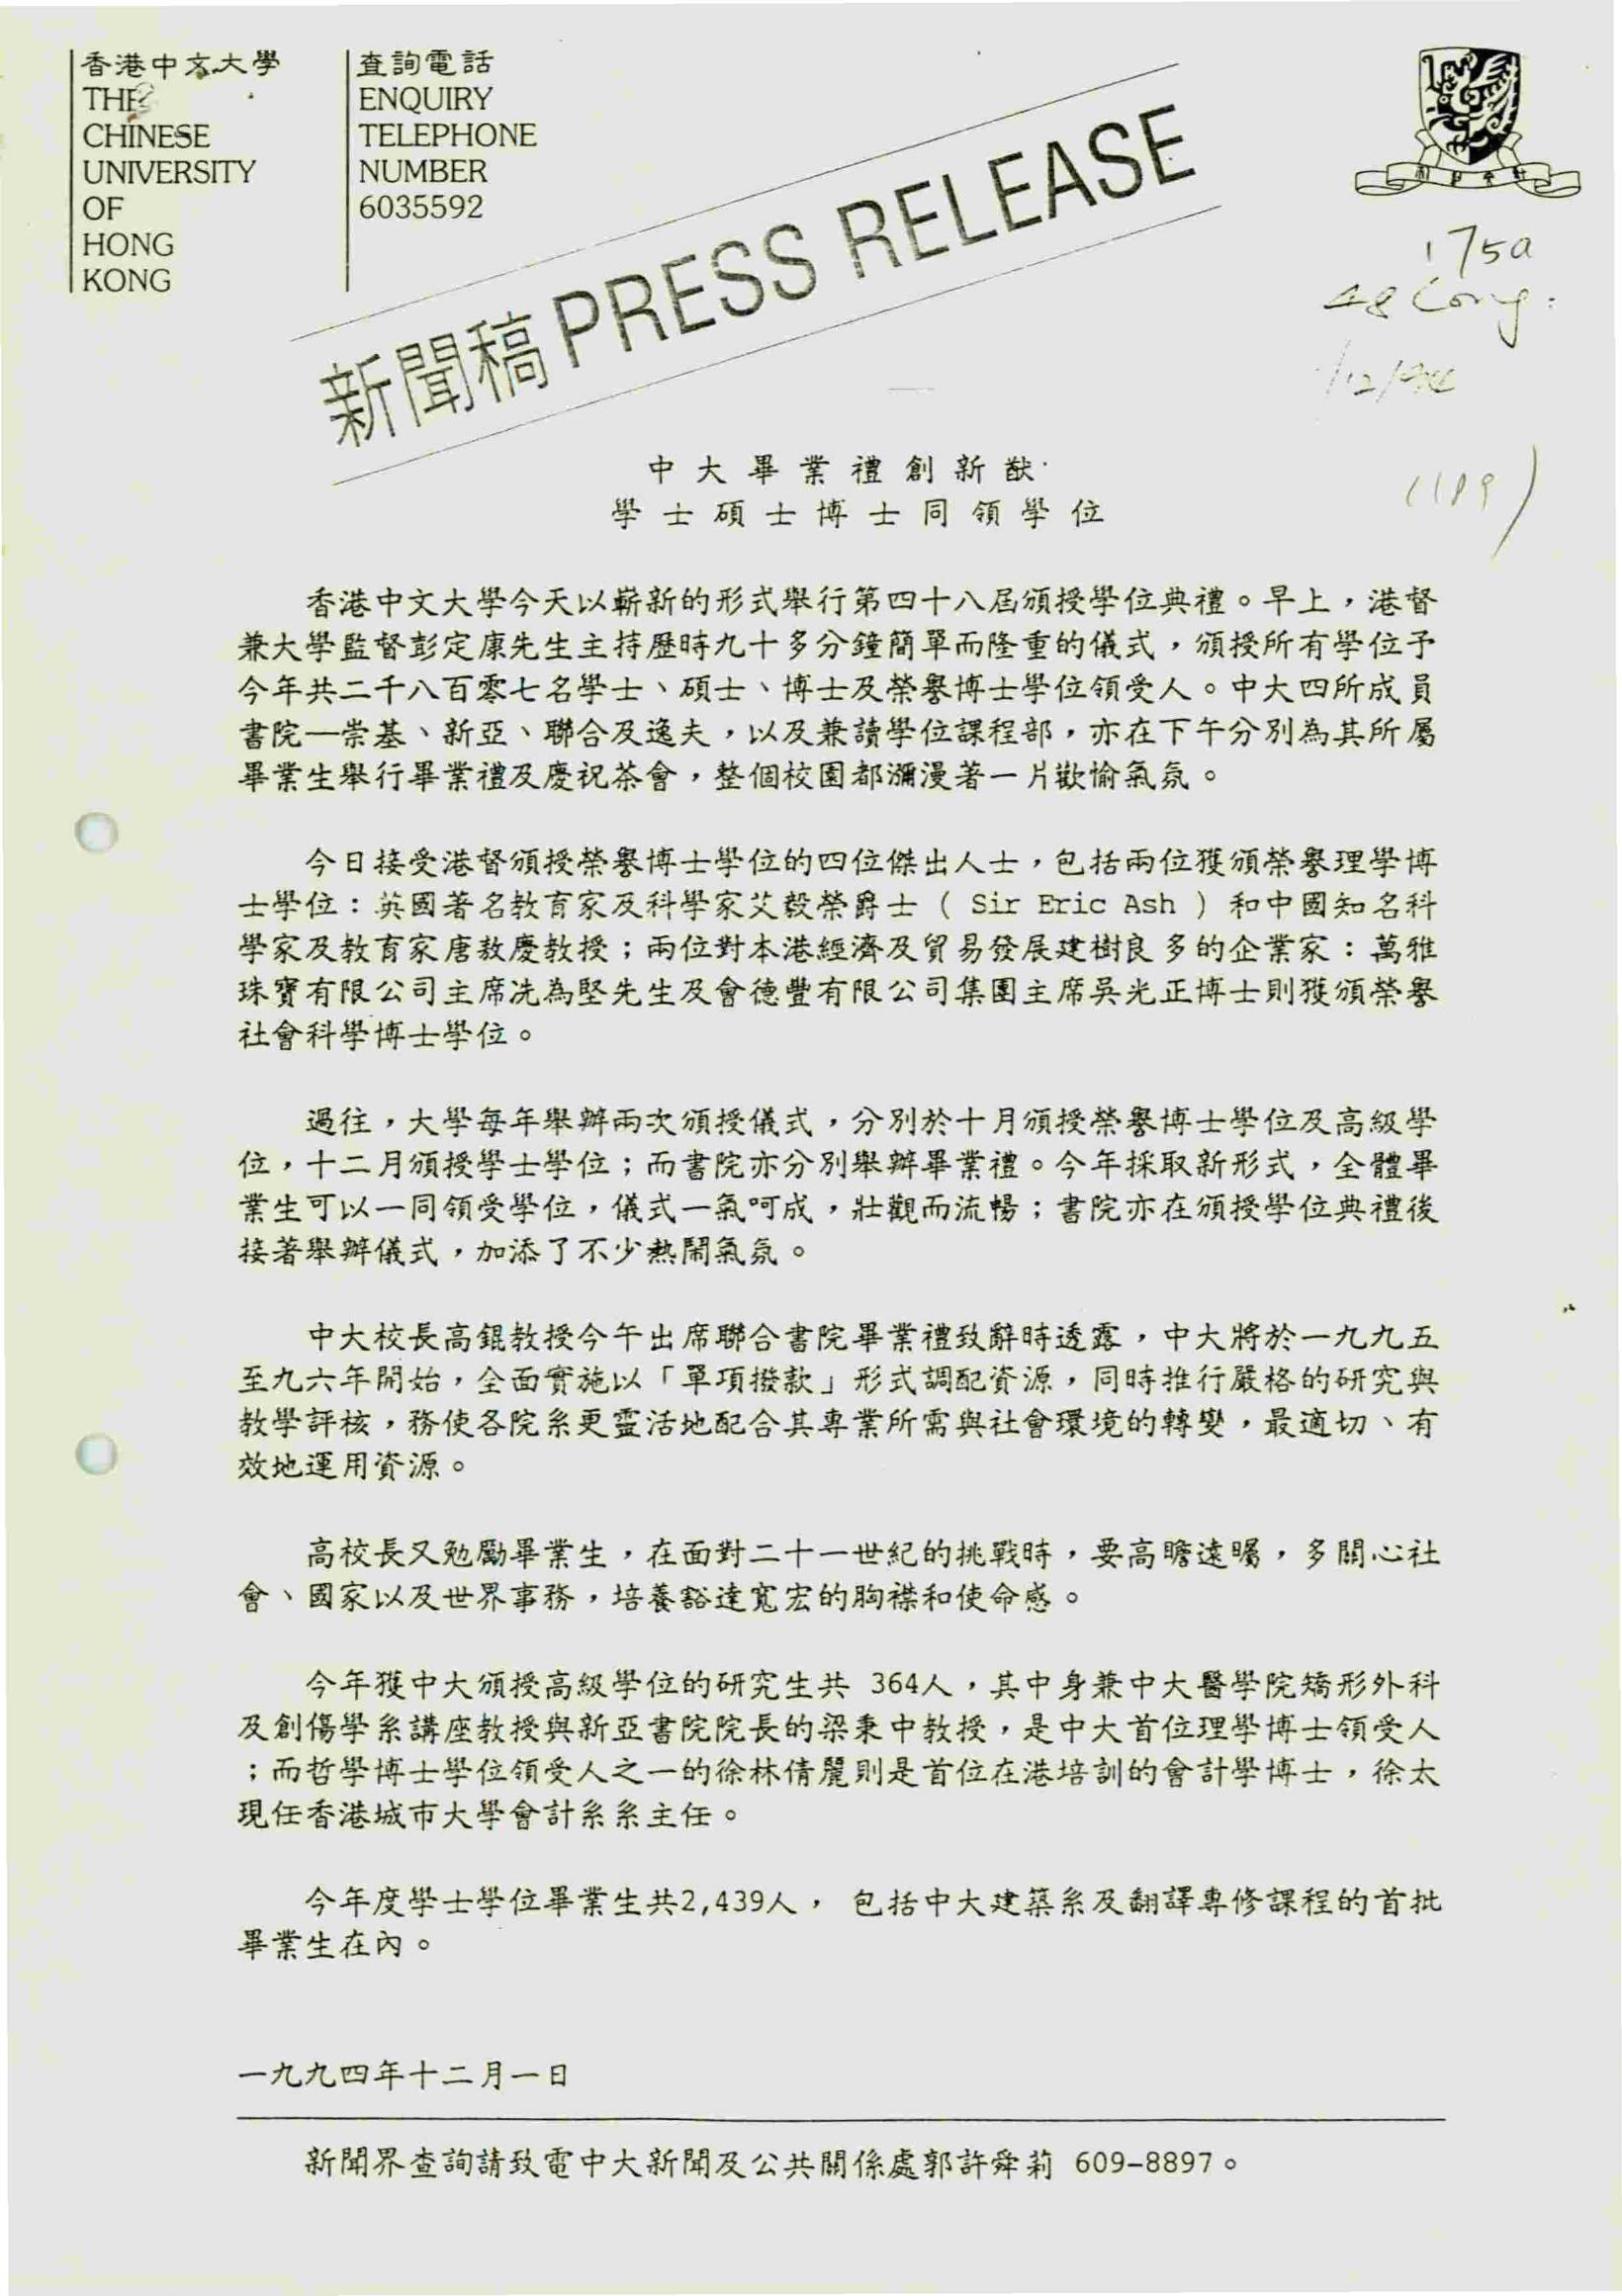 香港中文大學
THE
CHINESE
UNIVERSITY
OF
HONG
KONG
查詢電話
ENQUIRY
TELEPHONE
NUMBER
6035592
新聞稿 PRESS RELEASE
175a
48 Cong.
1/12/94
中大畢業禮創新猷
學士碩士博士同領學位
香港中文大學今天以嶄新的形式舉行第四十八屆頒授學位典禮。早上，港督
兼大學監督彭定康先生主持歷時九十多分鐘簡單而隆重的儀式，頒授所有學位予
今年共二千八百零七名學士、碩士、博士及榮譽博士學位領受人。中大四所成員
書院—崇基、新亞、聯合及逸夫，以及兼讀學位課程部，亦在下午分別為其所屬
畢業生舉行畢業禮及慶祝茶會，整個校園都瀰漫著一片歡愉氣氛。
今日接受港督頒授榮譽博士學位的四位傑出人士，包括兩位獲頒榮譽理學博
士學位：英國著名教育家及科學家艾毅榮爵士（ Sir Eric Ash ）和中國知名科
學家及教育家唐敖慶教授；兩位對本港經濟及貿易發展建樹良多的企業家：萬雅
珠寶有限公司主席冼為堅先生及會德豐有限公司集團主席吳光正博士則獲頒榮譽
社會科學博士學位。
過往，大學每年舉辦兩次頒授儀式，分別於十月頒授榮譽博士學位及高級學
位，十二月頒授學士學位；而書院亦分別舉辦畢業禮。今年採取新形式，全體畢
業生可以一同領受學位，儀式一氣呵成，壯觀而流暢；書院亦在頒授學位典禮後
接著舉辦儀式，加添了不少熱鬧氣氛。
中大校長高錕教授今午出席聯合書院畢業禮致辭時透露，中大將於一九九五
至九六年開始，全面實施以「單項撥款」形式調配資源，同時推行嚴格的研究與
教學評核，務使各院系更靈活地配合其專業所需與社會環境的轉變，最適切、有
效地運用資源。
高校長又勉勵畢業生，在面對二十一世紀的挑戰時，要高瞻遠矚，多關心社
會、國家以及世界事務，培養豁達寬宏的胸襟和使命感。
今年獲中大頒授高級學位的研究生共 364人，其中身兼中大醫學院矯形外科
及創傷學系講座教授與新亞書院院長的梁秉中教授，是中大首位理學博士領受人
；而哲學博士學位領受人之一的徐林倩麗則是首位在港培訓的會計學博士，徐太
現任香港城市大學會計系系主任。
今年度學士學位畢業生共2,439人， 包括中大建築系及翻譯專修課程的首批
畢業生在內。
一九九四年十二月一日
新聞界查詢請致電中大新聞及公共關係處郭許舜莉 609-8897。